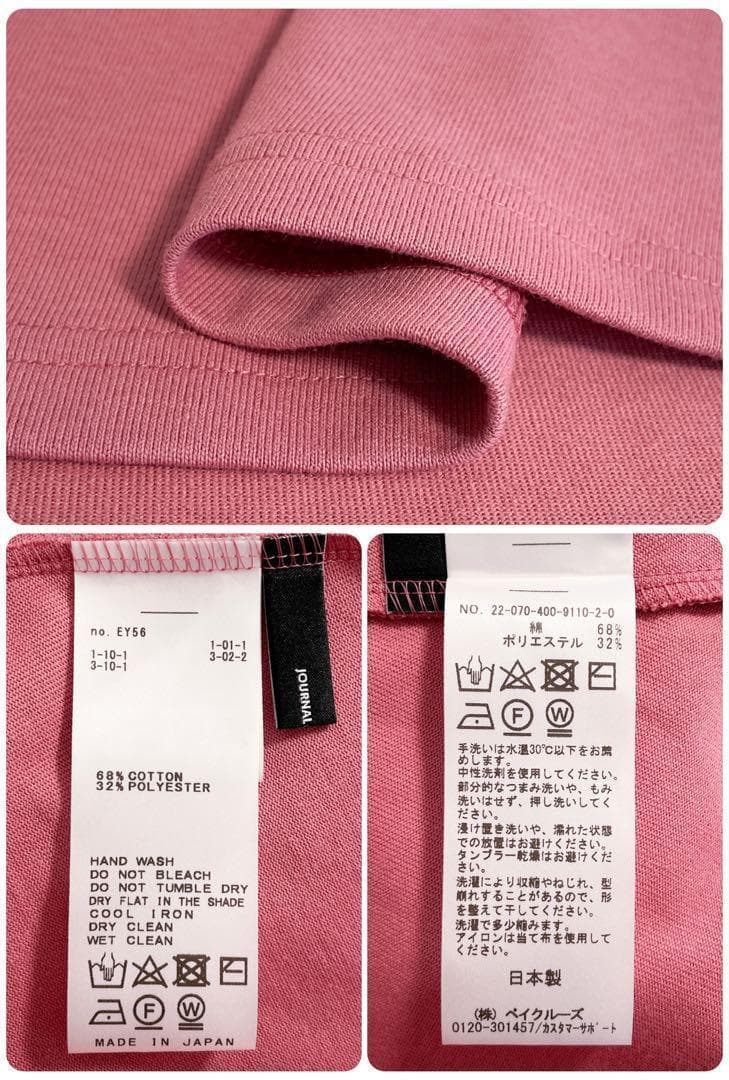 no. EY56
1-10-1 1-01-1
3-10-1 3-02-2
JOURNAL
68% COTTON
32% POLYESTER
HAND WASH
DO NOT BLEACH
DO NOT TUMBLE DRY
DRY FLAT IN THE SHADE
COOL IRON
DRY CLEAN
WET CLEAN
F W
MADE IN JAPAN
NO. 22-070-400-9110-2-0
綿 68%
ポリエステル 32%
F W
手洗いは水温30℃以下をお薦
めします。
中性洗剤を使用してください。
部分的なつまみ洗いや、もみ
洗いはせず、押し洗いしてく
ださい。
浸け置き洗いや、濡れた状態
での放置はお避けください。
タンブラー乾燥はお避けくだ
さい。
洗濯により収縮やねじれ、型
崩れすることがあるので、形
を整えて干してください。
洗濯で多少縮みます。
アイロンは当て布を使用して
ください。
日本製
(株) ベイクルーズ
0120-301457/カスタマーサポート